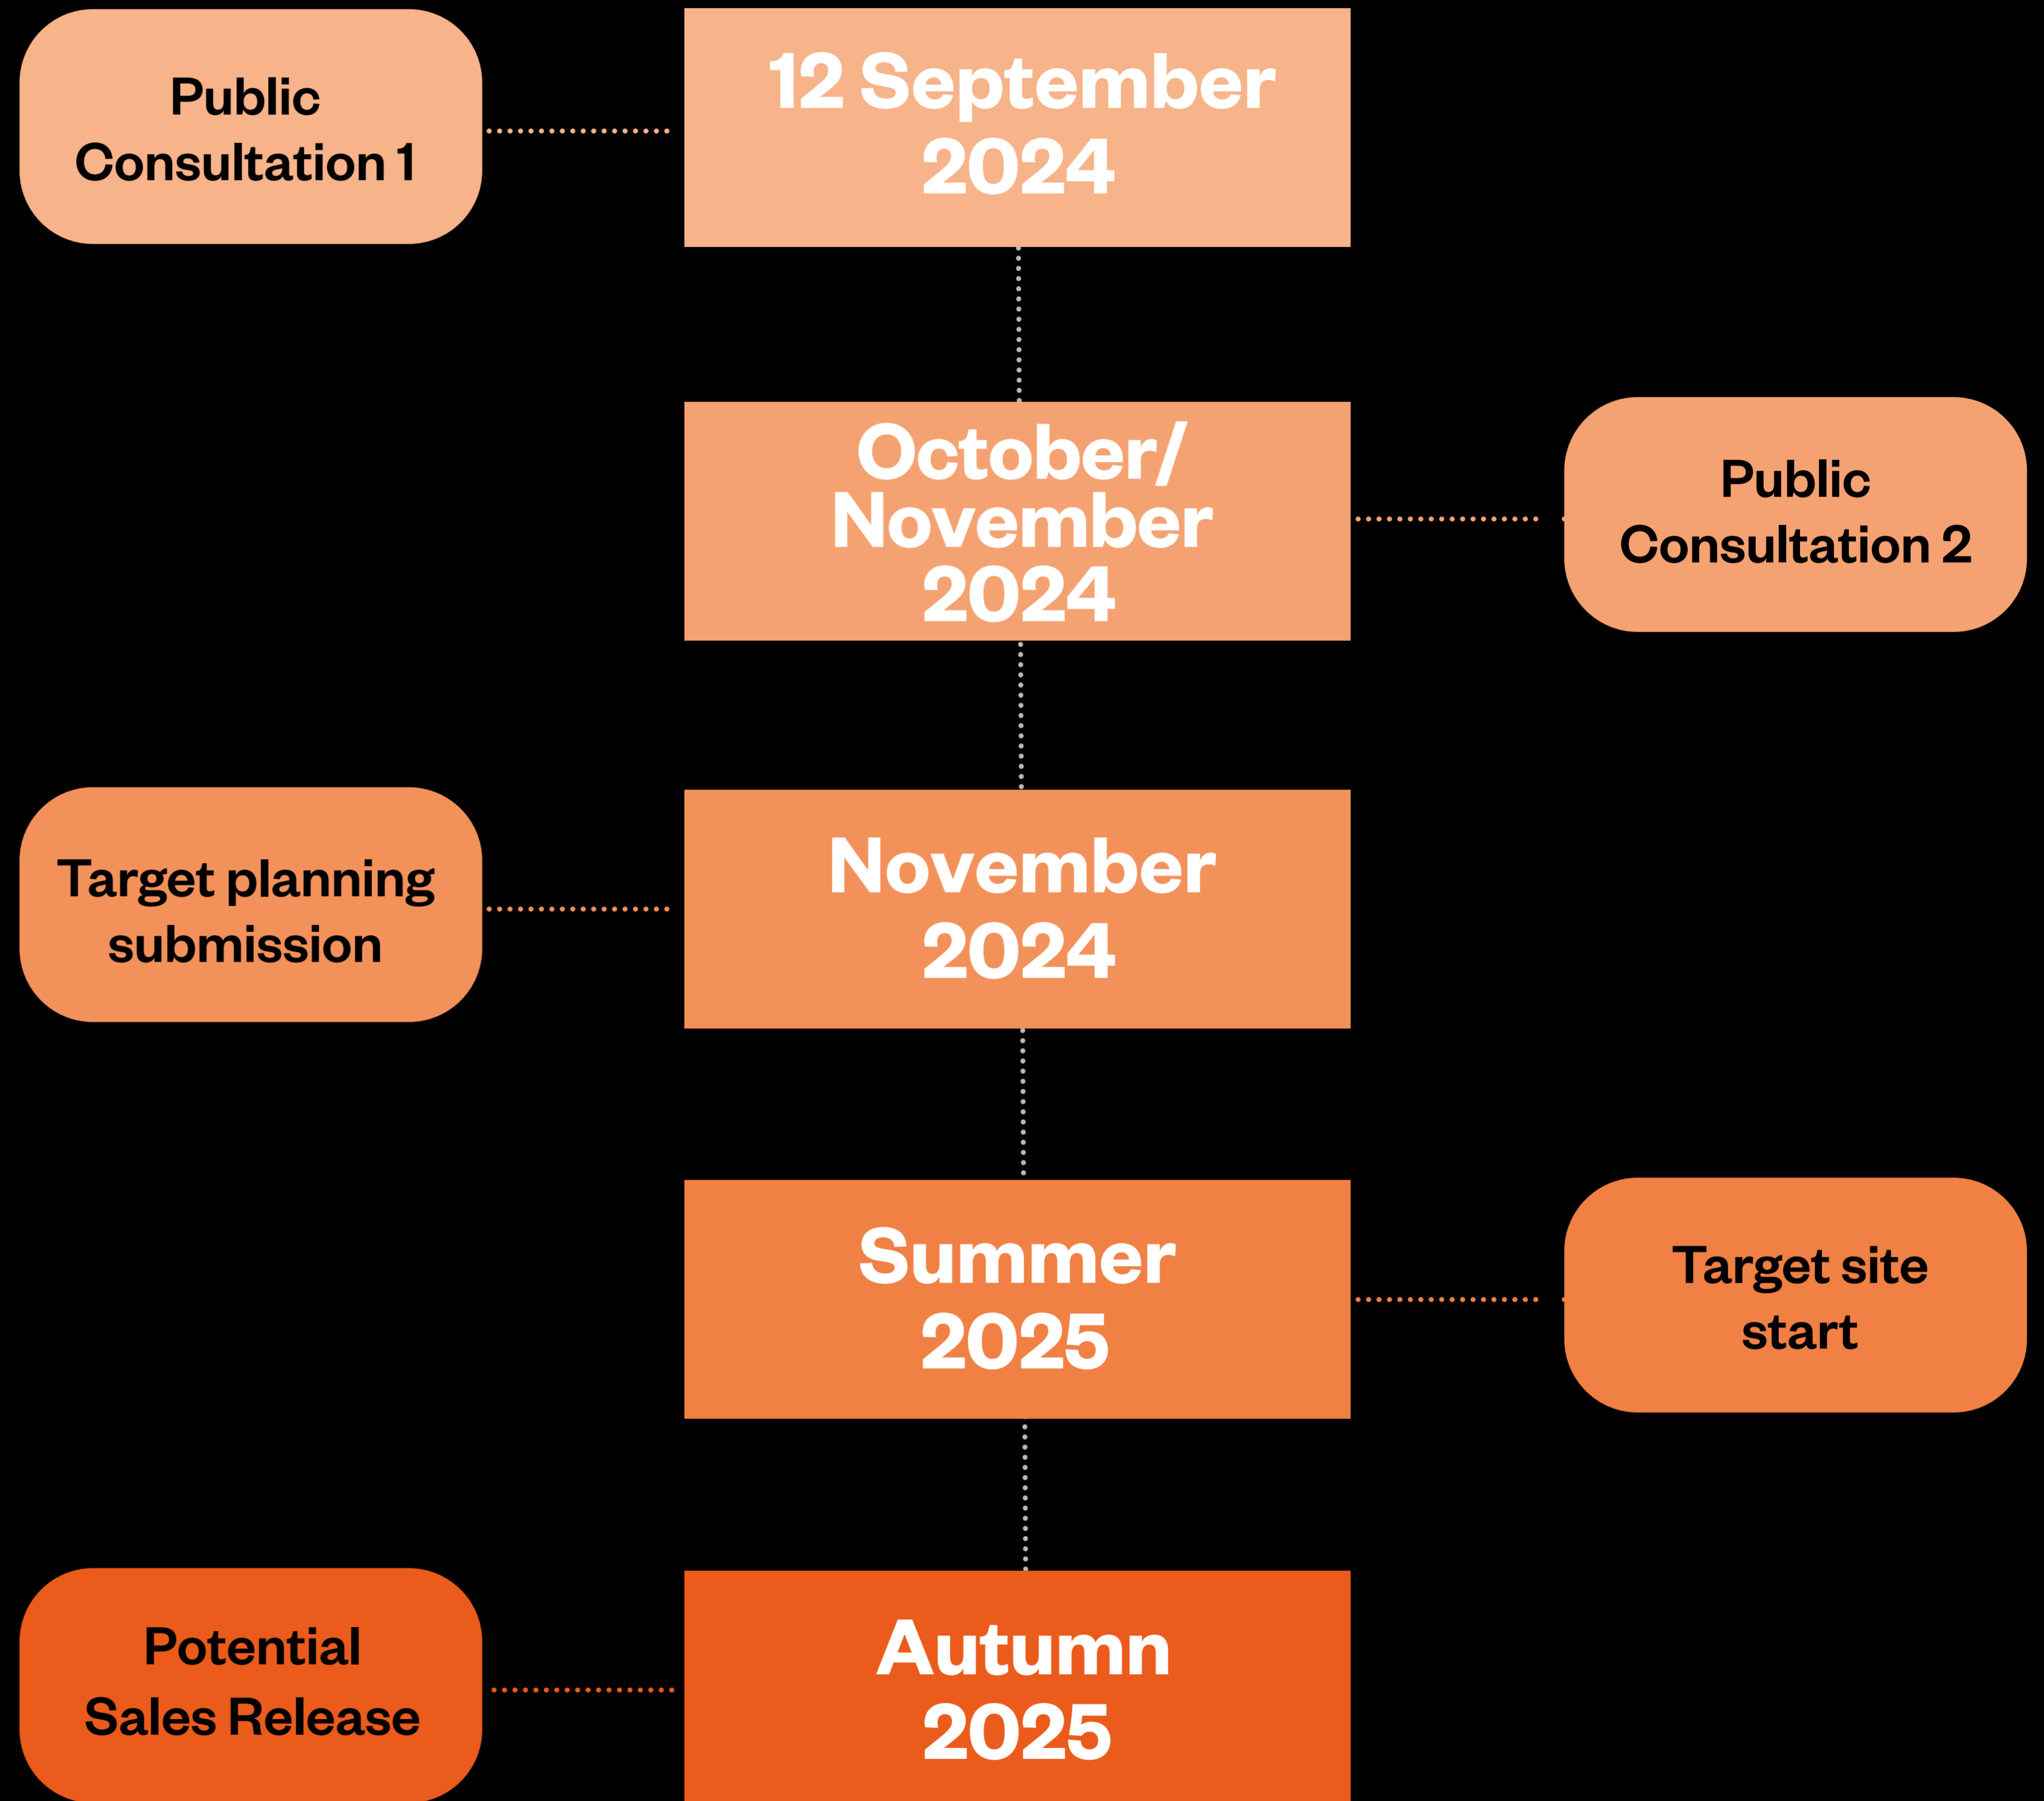 Public
Consultation 1
12 September
2024
October/
November
2024
Public
Consultation 2
Target planning
submission
November
2024
Summer
2025
Target site
start
Potential
Sales Release
Autumn
2025